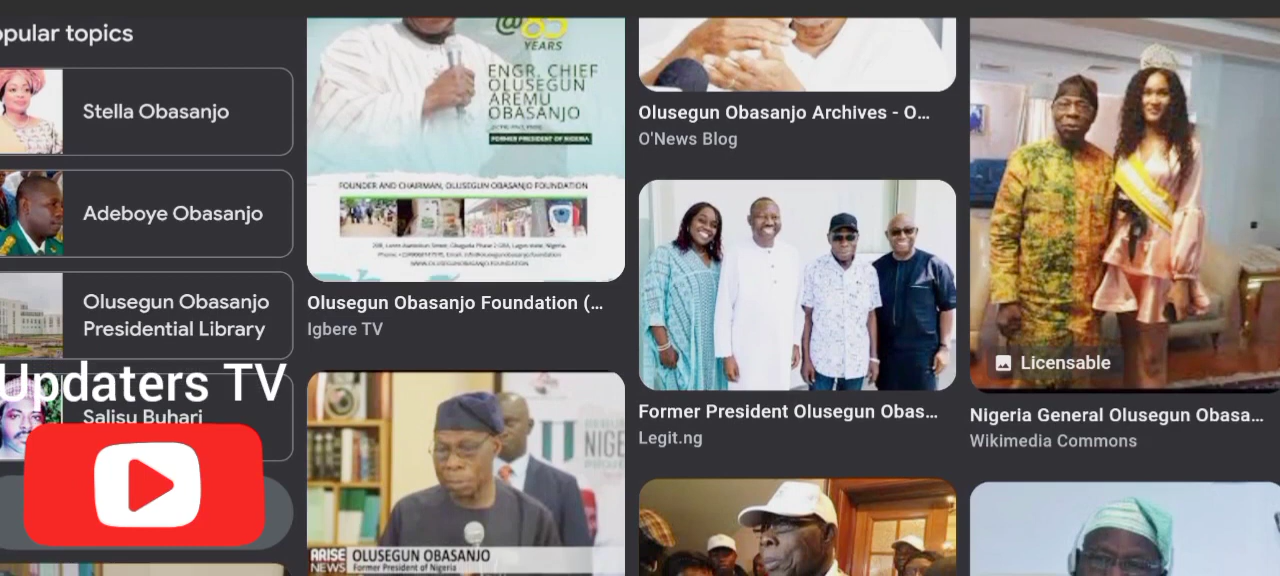 opular topics
Stella Obasanjo
Adeboye Obasanjo
Olusegun Obasanjo
Presidential Library
Updaters TV
Salisu Buhari
@85
YEARS
ENGR. CHIEF
OLUSEGUN
AREMU
OBASANJO
FORMER PRESIDENT OF NIGERIA
FOUNDER AND CHAIRMAN, OLUSEGUN OBASANJO FOUNDATION
Olusegun Obasanjo Foundation (...
Igbere TV
NIGE
ARISE
NEWS
OLUSEGUN OBASANJO
Former President of Nigeria
Olusegun Obasanjo Archives - O...
O'News Blog
Former President Olusegun Obas...
Legit.ng
Licensable
Nigeria General Olusegun Obasa...
Wikimedia Commons